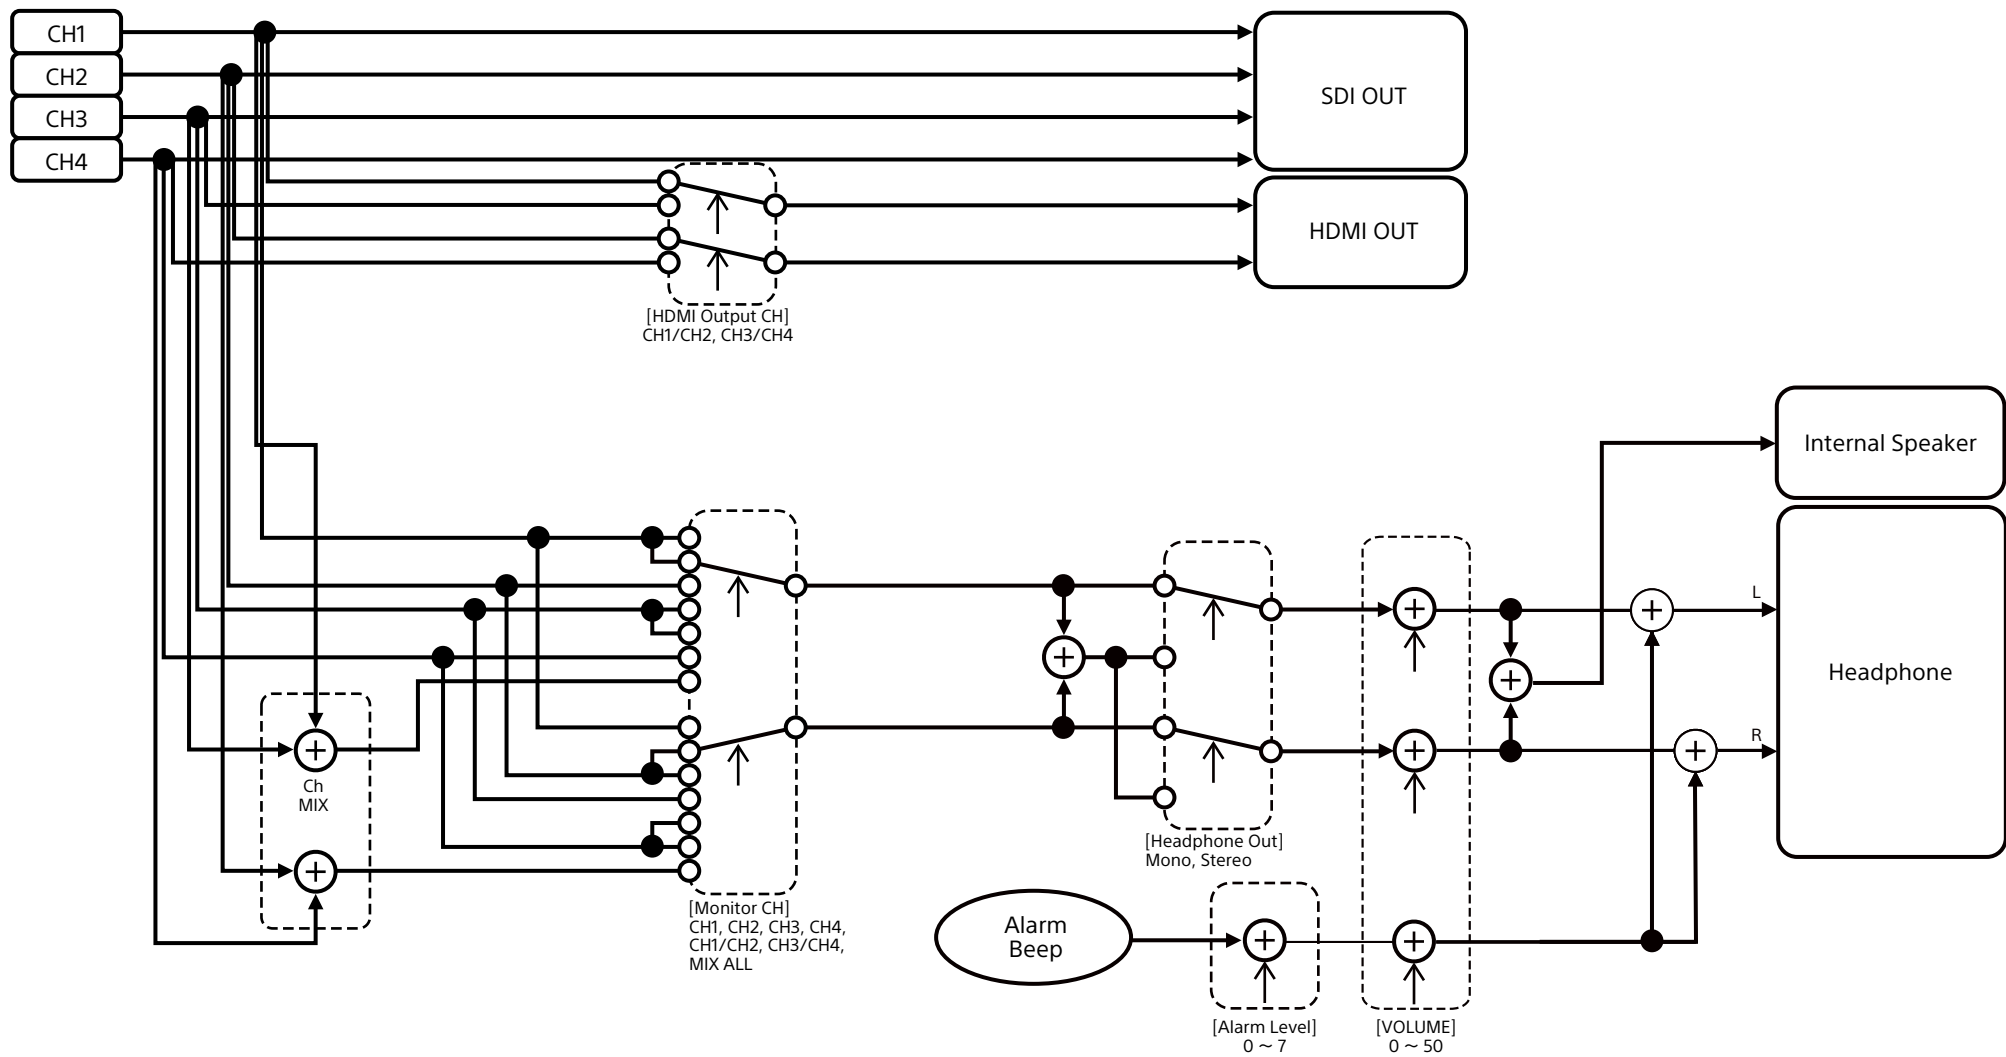 CH1
CH2
CH3
CH4
SDI OUT
HDMI OUT
[HDMI Output CH]
CH1/CH2, CH3/CH4
Internal Speaker
L
Headphone
R
Ch
MIX
[Headphone Out]
Mono, Stereo
[Monitor CH]
CH1, CH2, CH3, CH4,
CH1/CH2, CH3/CH4,
MIX ALL
Alarm
Beep
[Alarm Level]
0 ~ 7
[VOLUME]
0 ~ 50